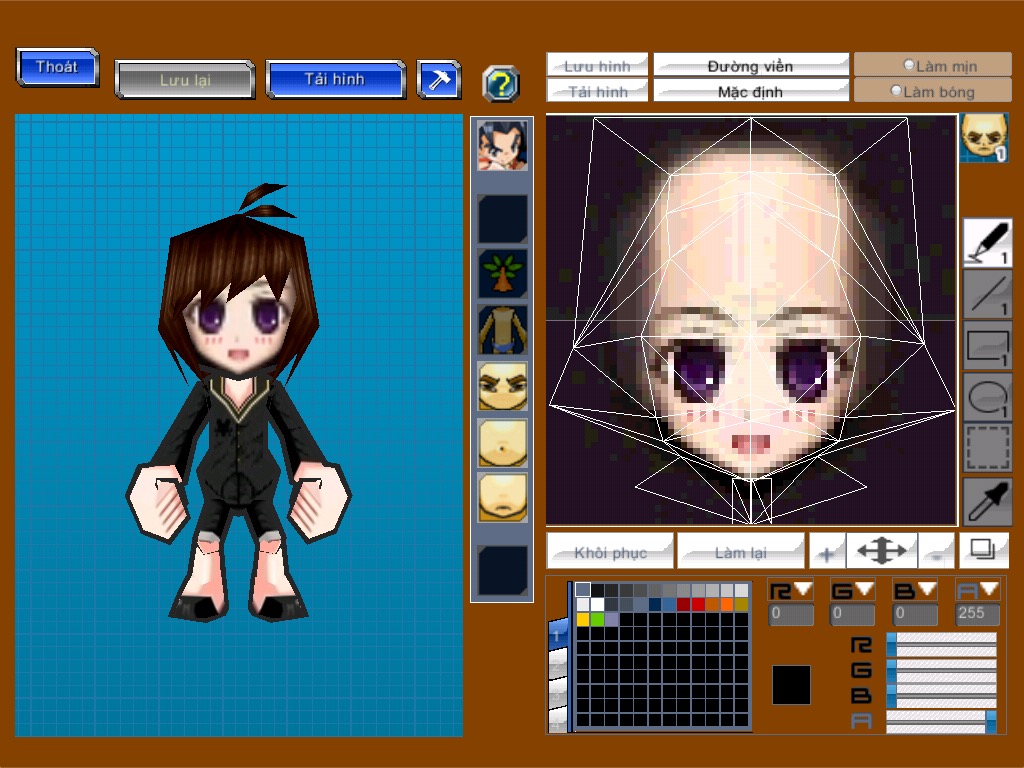 Thoát
Lưu lại
Tải hình
Lưu hình
Đường viền
Làm mịn
Tải hình
Mặc định
Làm bóng
1
1
1
1
1
Khôi phục
Làm lại
+
-
R
G
B
A
0
0
0
255
1
R
G
B
A